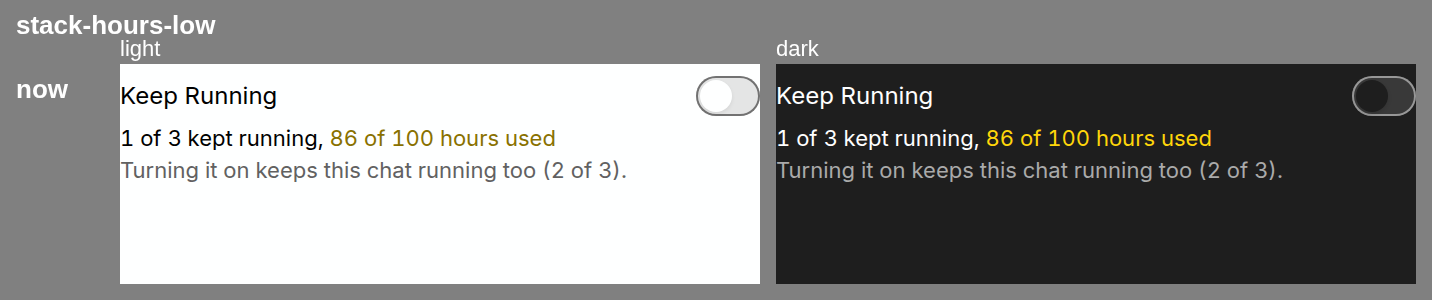 stack-hours-low
light dark
now
Keep Running
1 of 3 kept running, 86 of 100 hours used
Turning it on keeps this chat running too (2 of 3).
Keep Running
1 of 3 kept running, 86 of 100 hours used
Turning it on keeps this chat running too (2 of 3).